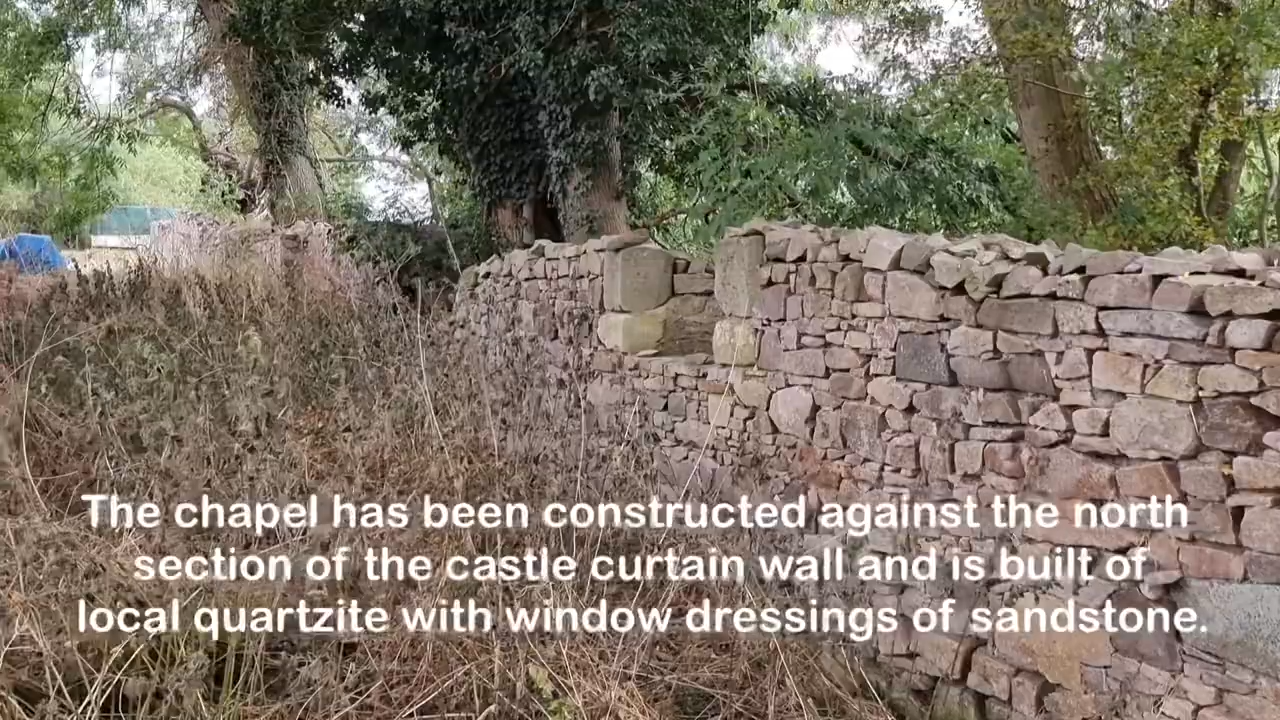 The chapel has been constructed against the north
section of the castle curtain wall and is built of
local quartzite with window dressings of sandstone.